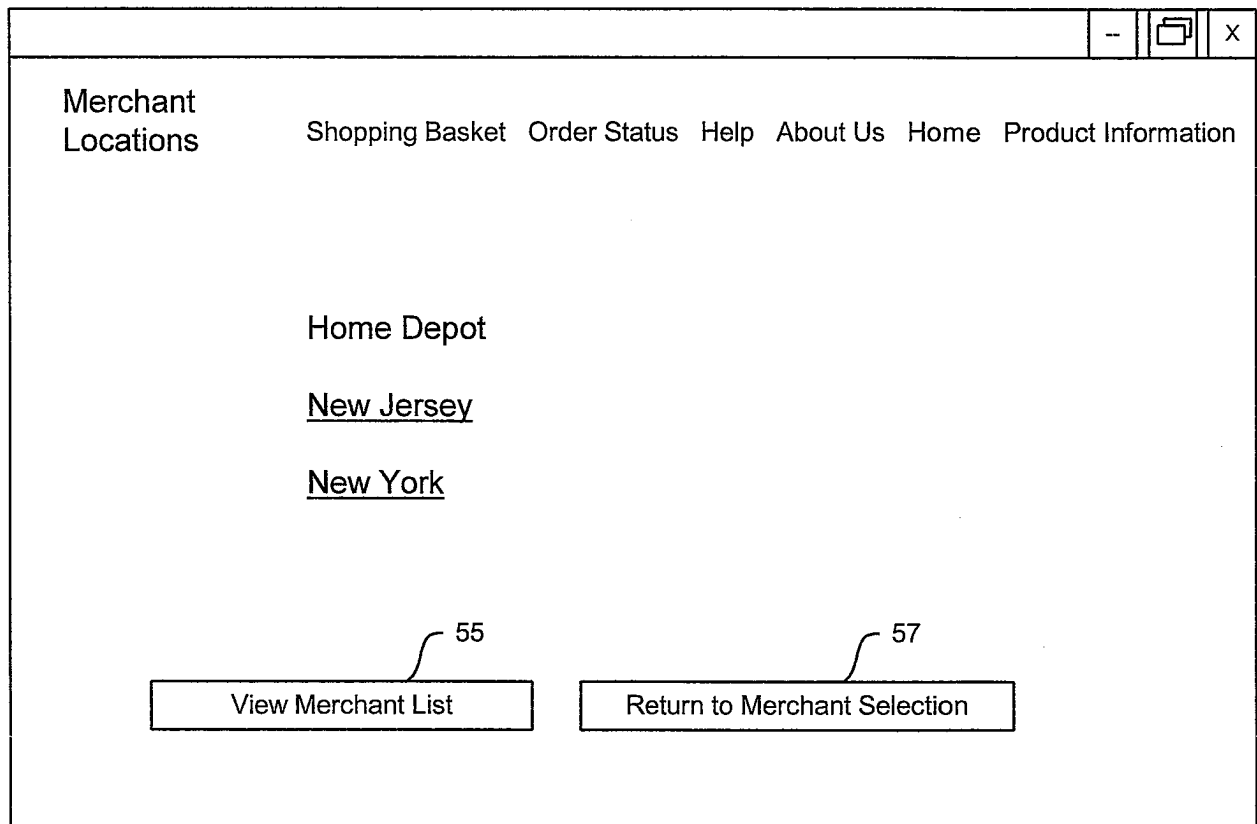 -- X
Merchant
Locations
Shopping Basket Order Status Help About Us Home Product Information
Home Depot
New Jersey
New York
55
57
View Merchant List
Return to Merchant Selection